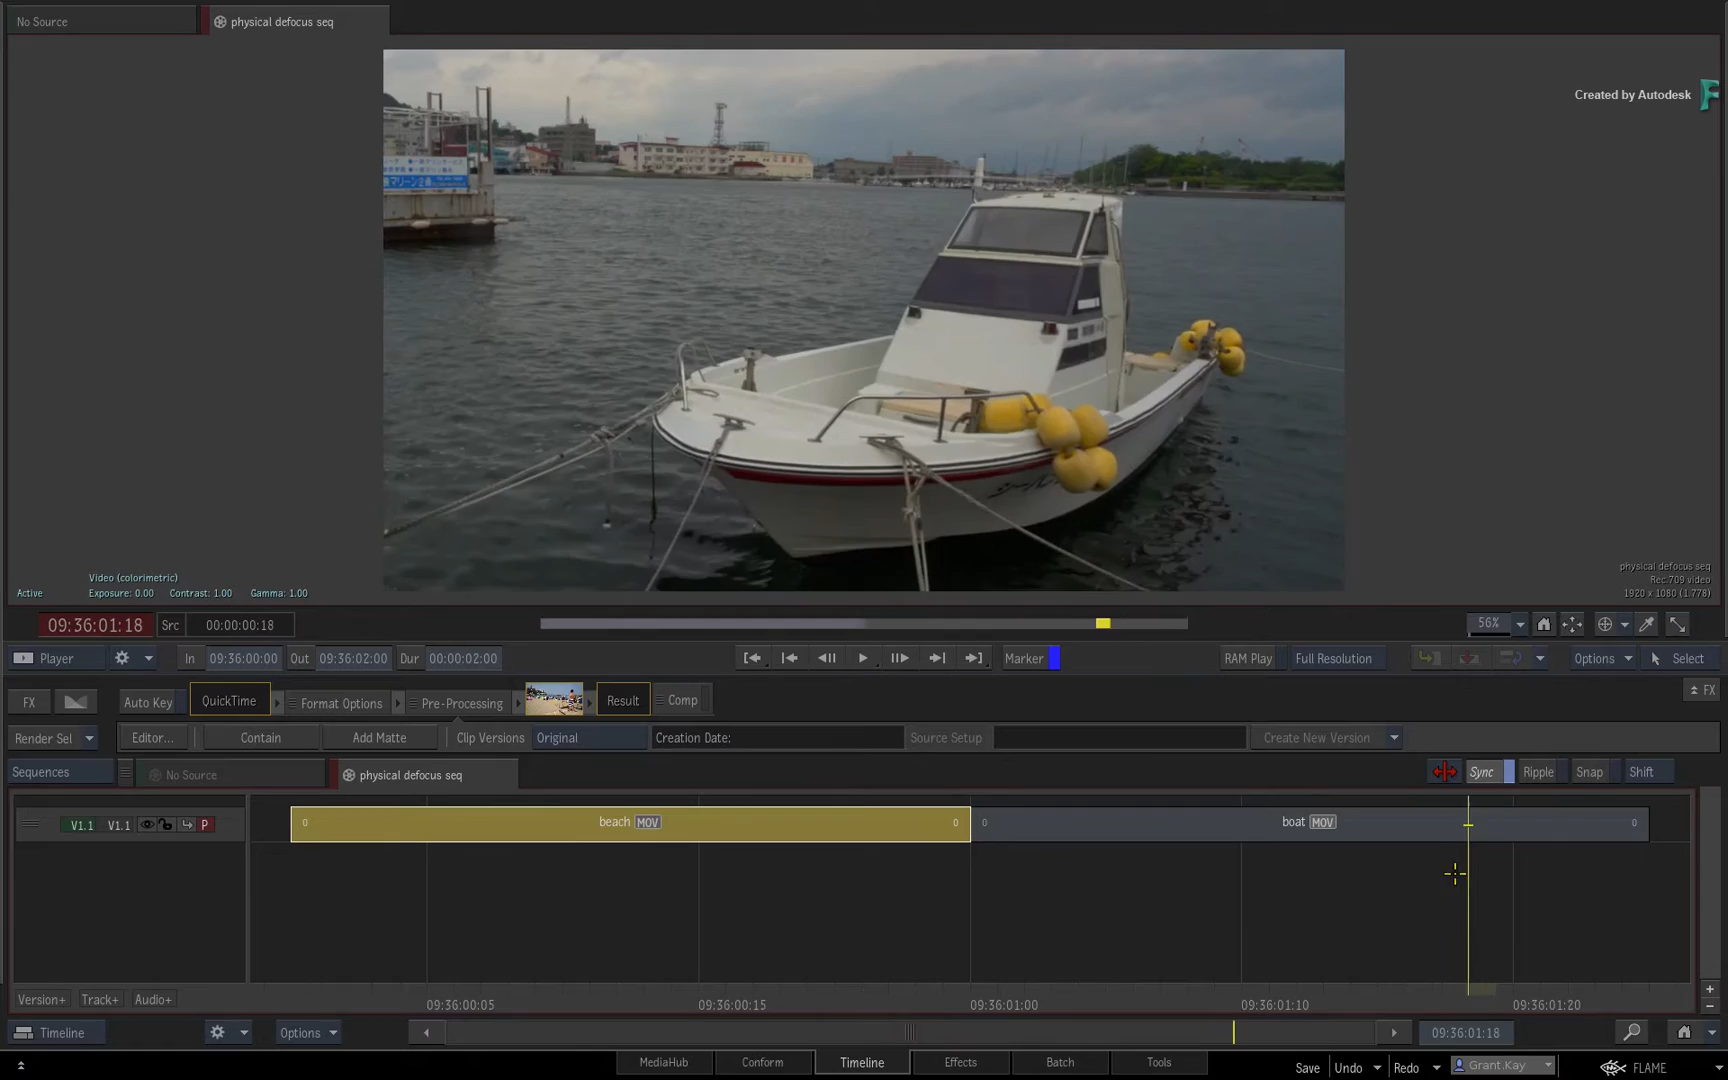 No Source
physical defocus seq
Created by Autodesk
Video (colorimetric)
Active
Exposure: 0.00 Contrast: 1.00 Gamma: 1.00
physical defocus seq
Rec.709 video
1920 x 1080 (1.778)
09:36:01:18 Src 00:00:00:18 56%
Player In 09:36:00:00 Out 09:36:02:00 Dur 00:00:02:00 Marker RAM Play Full Resolution Options Select
FX Auto Key QuickTime Format Options Pre-Processing Result Comp FX
Render Sel Editor... Contain Add Matte Clip Versions Original Creation Date: Source Setup Create New Version
Sequences No Source physical defocus seq Sync Ripple Snap Shift
V1.1 V1.1 P 0 beach MOV 0 0 boat MOV 0
Version+ Track+ Audio+ 09:36:00:05 09:36:00:15 09:36:01:00 09:36:01:10 09:36:01:20
Timeline Options 09:36:01:18
MediaHub Conform Timeline Effects Batch Tools Save Undo Redo Grant.Kay FLAME